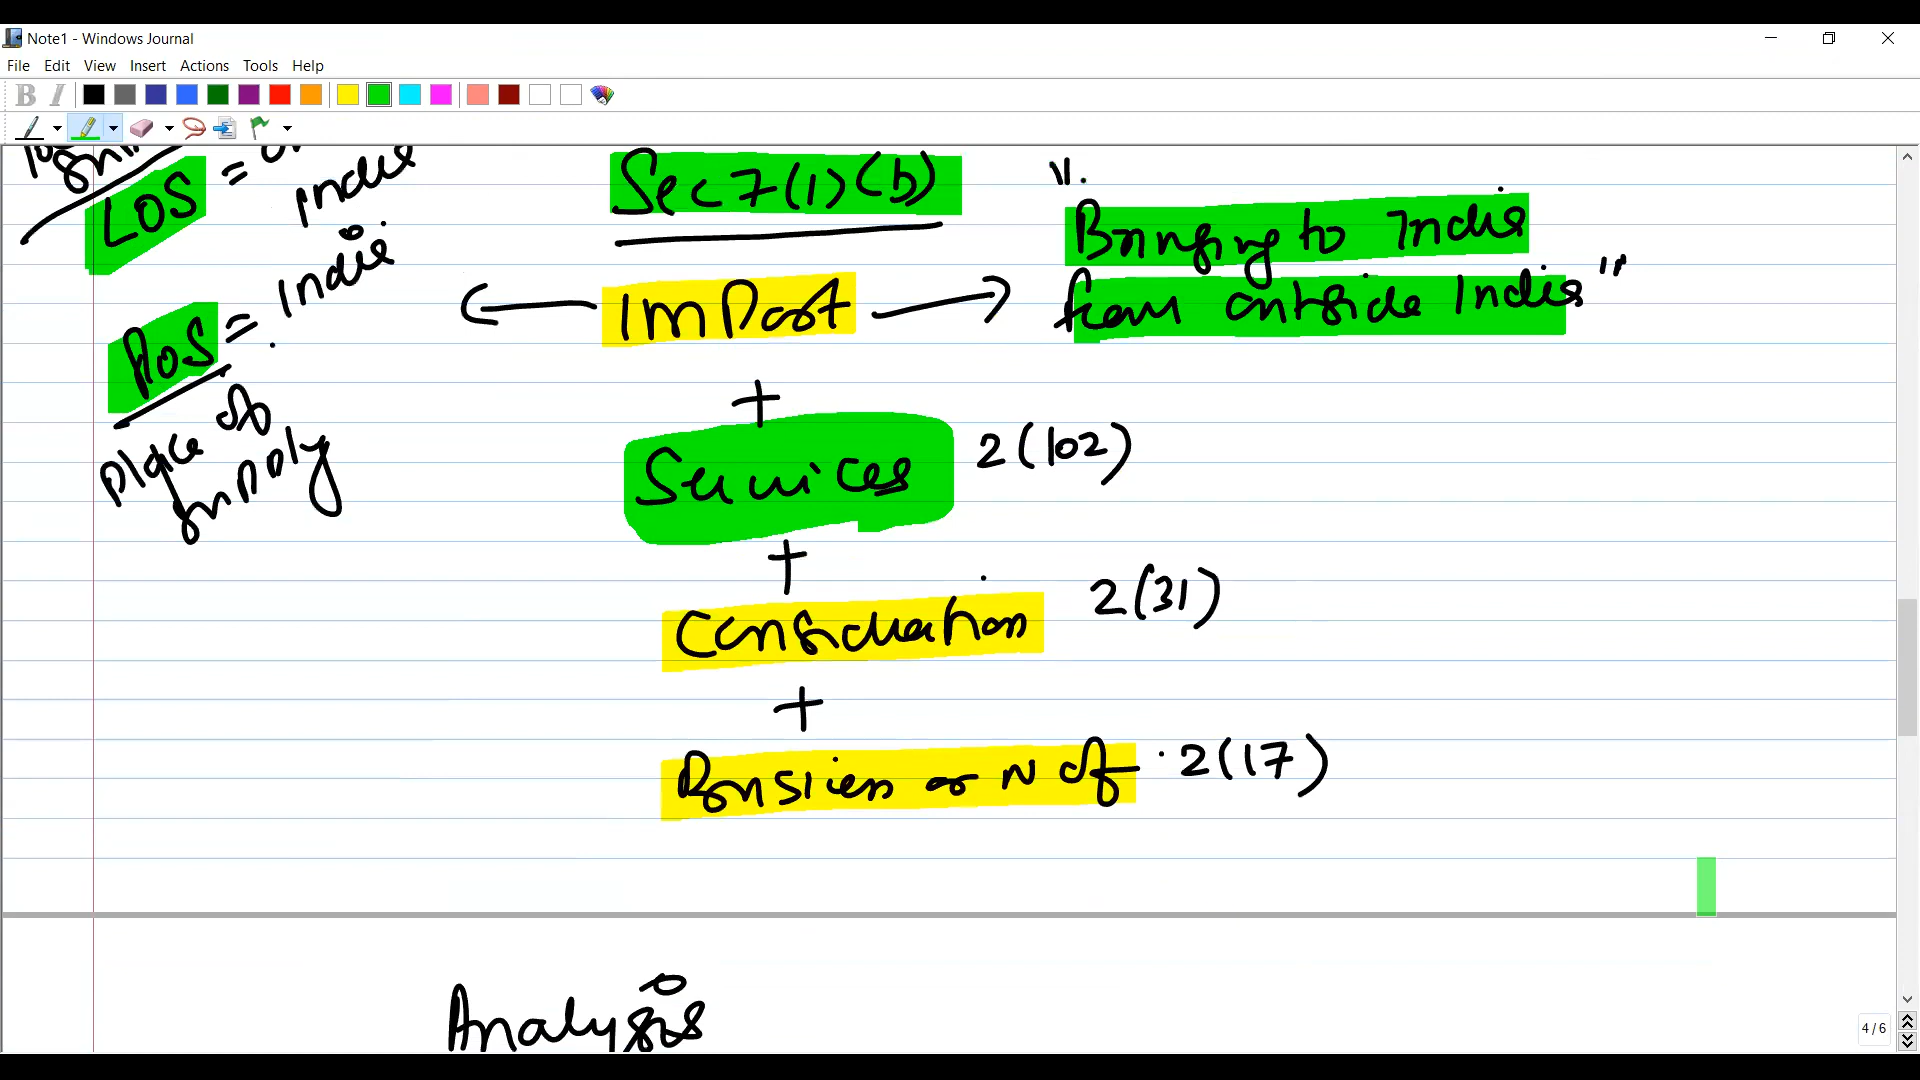 Note1 - Windows Journal
File Edit View Insert Actions Tools Help
B I
LOS =
India
POS = India
place of
supply
Sec 7(1)(b)
Import
"Bringing to India
from outside India"
+
Services 2(102)
+
Consideration 2(31)
+
Business or N of 2(17)
Analysis
4/6